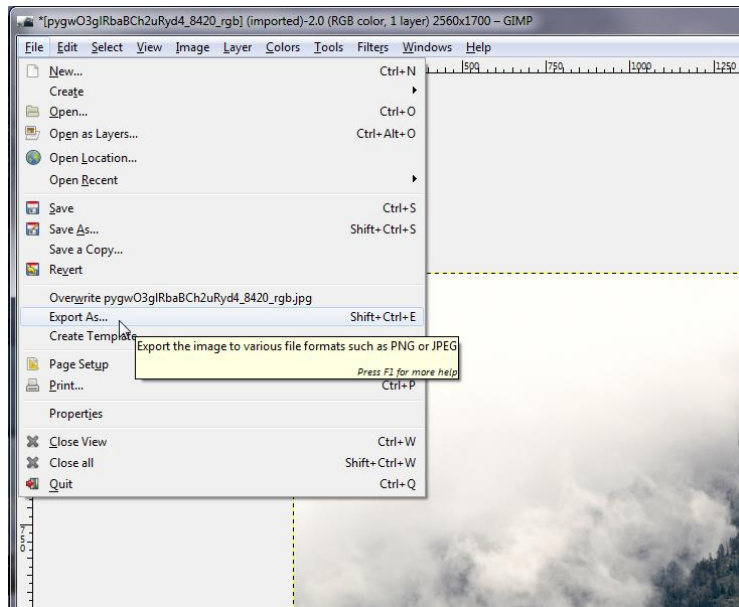 *[pygwO3gIRbaBCh2uRyd4_8420_rgb] (imported)-2.0 (RGB color, 1 layer) 2560x1700 – GIMP
File Edit Select View Image Layer Colors Tools Filters Windows Help
500 750 1000 1250
New... Ctrl+N
Create
Open... Ctrl+O
Open as Layers... Ctrl+Alt+O
Open Location...
Open Recent
Save Ctrl+S
Save As... Shift+Ctrl+S
Save a Copy...
Revert
Overwrite pygwO3gIRbaBCh2uRyd4_8420_rgb.jpg
Export As... Shift+Ctrl+E
Create Template
Export the image to various file formats such as PNG or JPEG
Press F1 for more help
Page Setup
Print... Ctrl+P
Properties
Close View Ctrl+W
Close all Shift+Ctrl+W
Quit Ctrl+Q
750